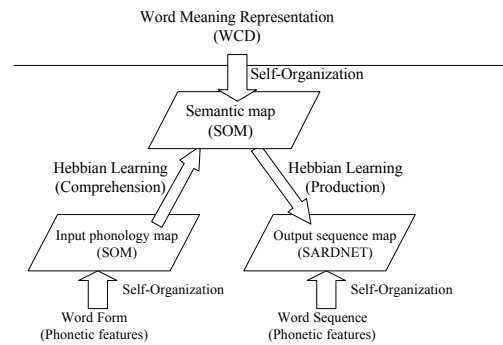 Word Meaning Representation
(WCD)
Self-Organization
Semantic map
(SOM)
Hebbian Learning
(Comprehension)
Hebbian Learning
(Production)
Input phonology map
(SOM)
Output sequence map
(SARDNET)
Self-Organization
Self-Organization
Word Form
(Phonetic features)
Word Sequence
(Phonetic features)